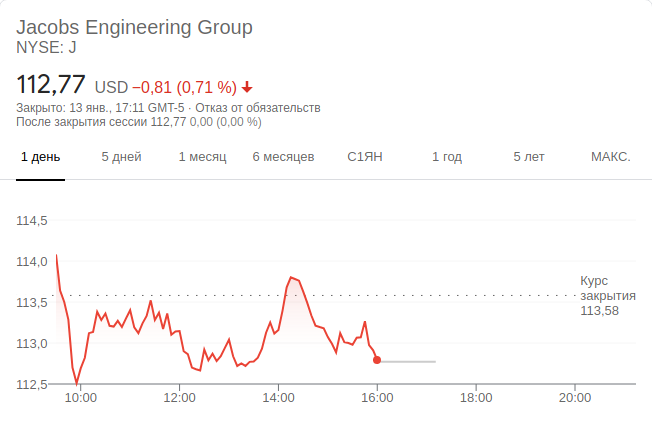 Jacobs Engineering Group
NYSE: J
112,77 USD −0,81 (0,71 %)
Закрыто: 13 янв., 17:11 GMT-5 · Отказ от обязательств
После закрытия сессии 112,77 0,00 (0,00 %)
1 день 5 дней 1 месяц 6 месяцев С1ЯН 1 год 5 лет МАКС.
114,5
114,0
113,5
113,0
112,5
Курс
закрытия
113,58
10:00 12:00 14:00 16:00 18:00 20:00